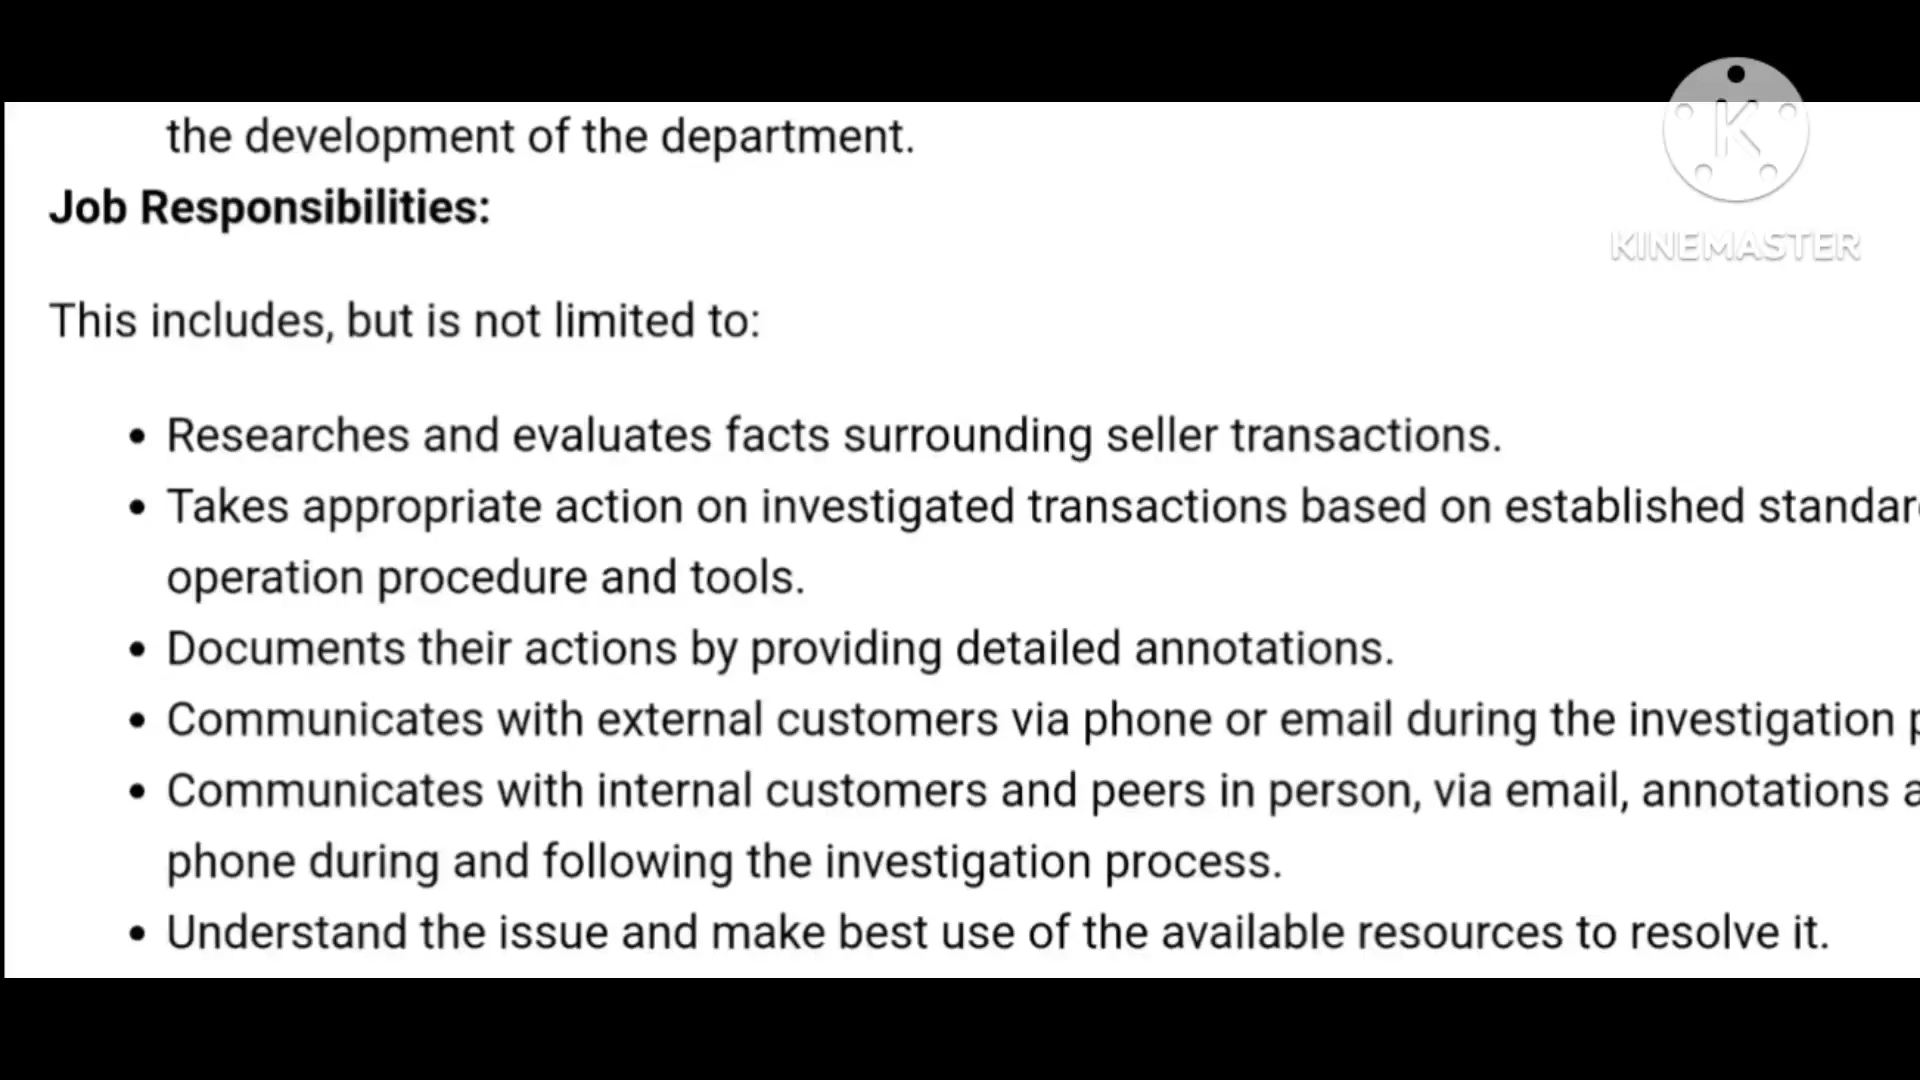 the development of the department.
Job Responsibilities:
This includes, but is not limited to:
• Researches and evaluates facts surrounding seller transactions.
• Takes appropriate action on investigated transactions based on established
operation procedure and tools.
• Documents their actions by providing detailed annotations.
• Communicates with external customers via phone or email during the investigation
• Communicates with internal customers and peers in person, via email, annotations
phone during and following the investigation process.
• Understand the issue and make best use of the available resources to resolve it.
K
KINEMASTER